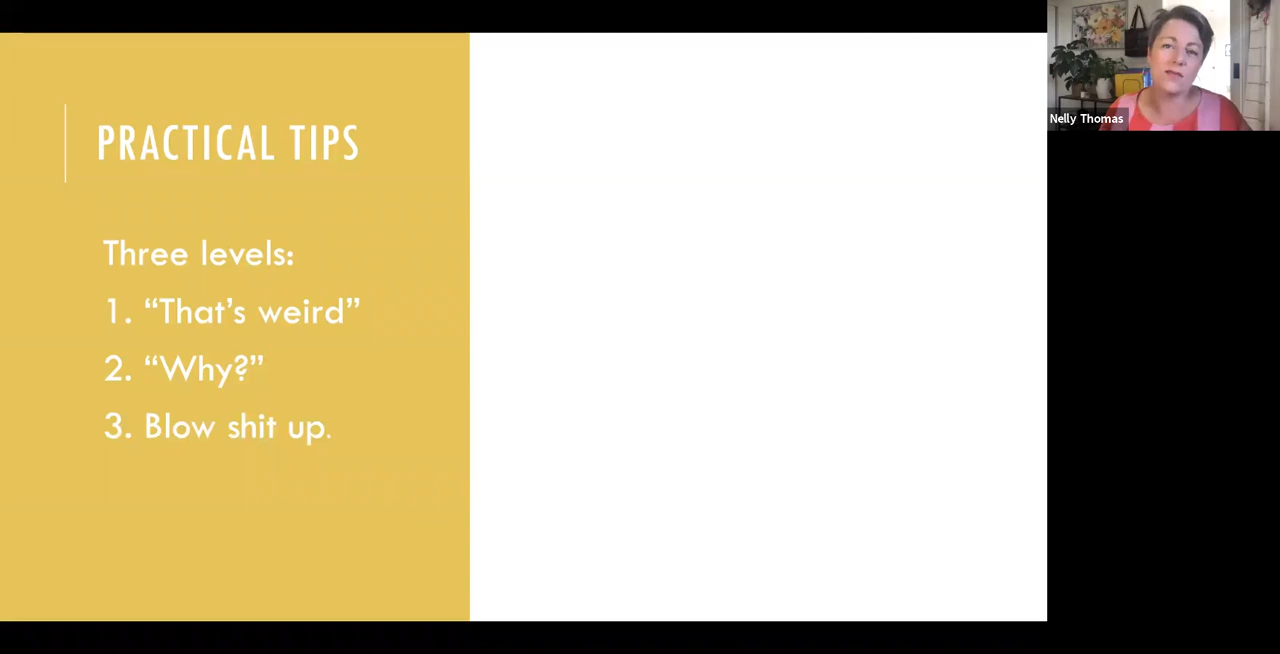 PRACTICAL TIPS
Three levels:
1. “That’s weird”
2. “Why?”
3. Blow shit up.
Nelly Thomas